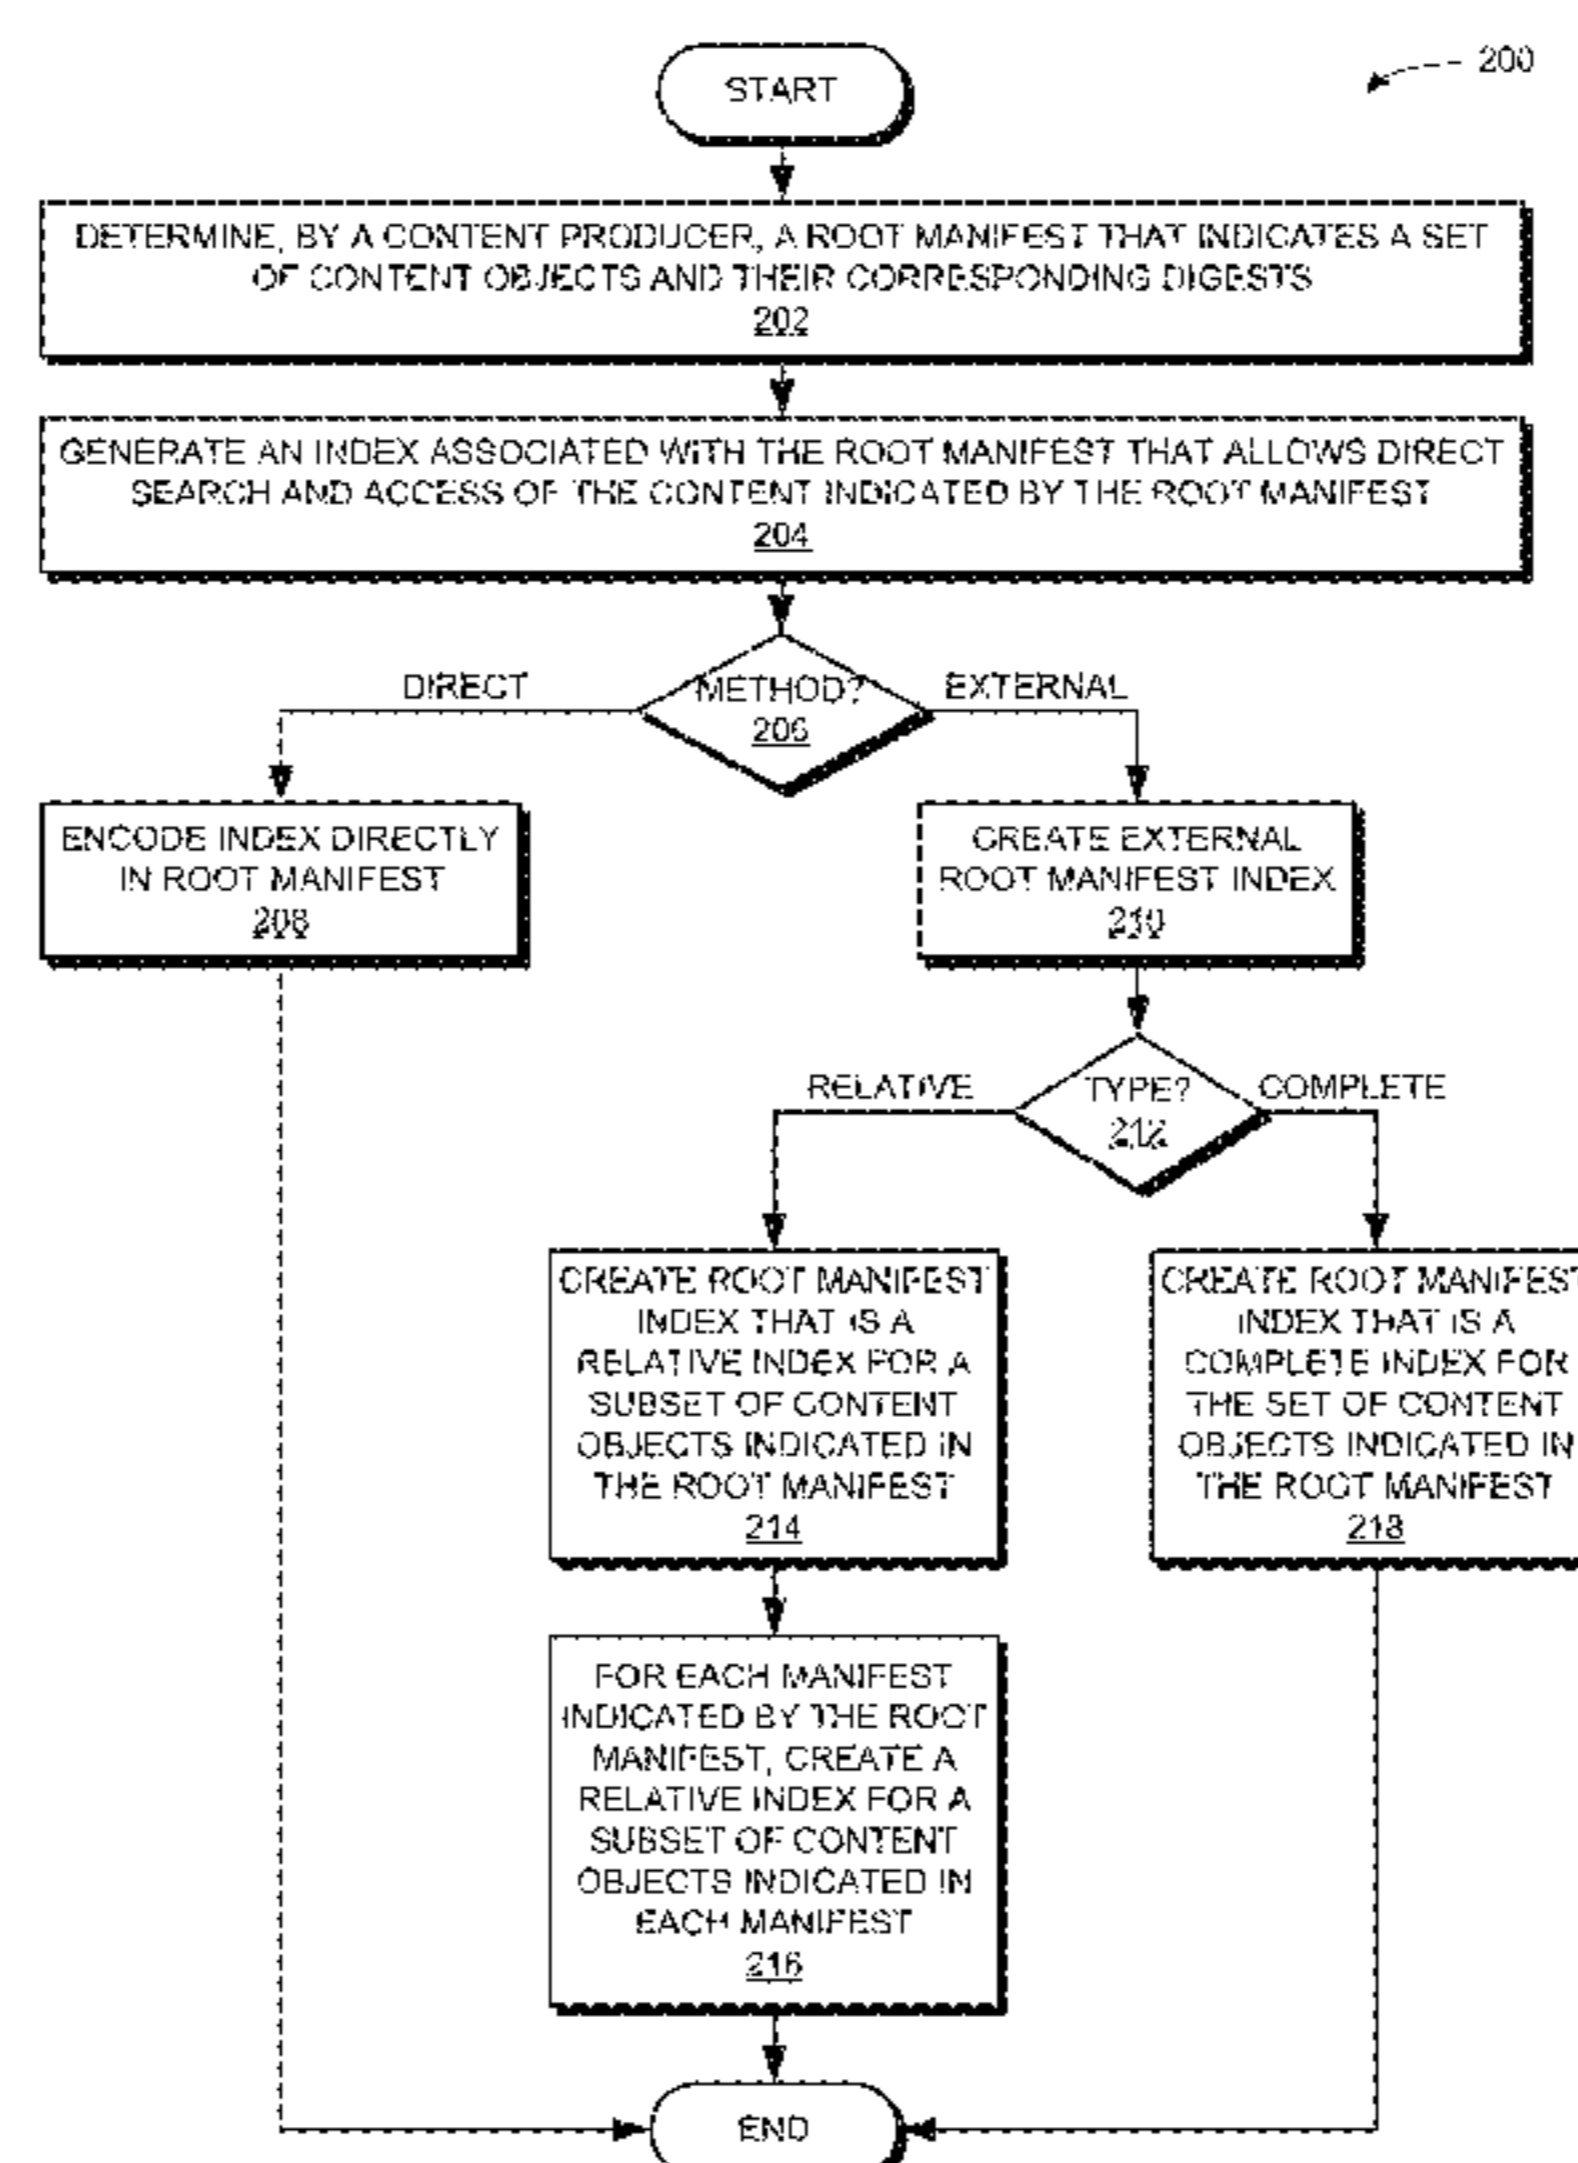 200
START
DETERMINE, BY A CONTENT PRODUCER, A ROOT MANIFEST THAT INDICATES A SET
OF CONTENT OBJECTS AND THEIR CORRESPONDING DIGESTS
202
GENERATE AN INDEX ASSOCIATED WITH THE ROOT MANIFEST THAT ALLOWS DIRECT
SEARCH AND ACCESS OF THE CONTENT INDICATED BY THE ROOT MANIFEST
204
DIRECT
METHOD?
206
EXTERNAL
ENCODE INDEX DIRECTLY
IN ROOT MANIFEST
208
CREATE EXTERNAL
ROOT MANIFEST INDEX
210
RELATIVE
TYPE?
212
COMPLETE
CREATE ROOT MANIFEST
INDEX THAT IS A
RELATIVE INDEX FOR A
SUBSET OF CONTENT
OBJECTS INDICATED IN
THE ROOT MANIFEST
214
CREATE ROOT MANIFEST
INDEX THAT IS A
COMPLETE INDEX FOR
THE SET OF CONTENT
OBJECTS INDICATED IN
THE ROOT MANIFEST
218
FOR EACH MANIFEST
INDICATED BY THE ROOT
MANIFEST, CREATE A
RELATIVE INDEX FOR A
SUBSET OF CONTENT
OBJECTS INDICATED IN
EACH MANIFEST
216
END